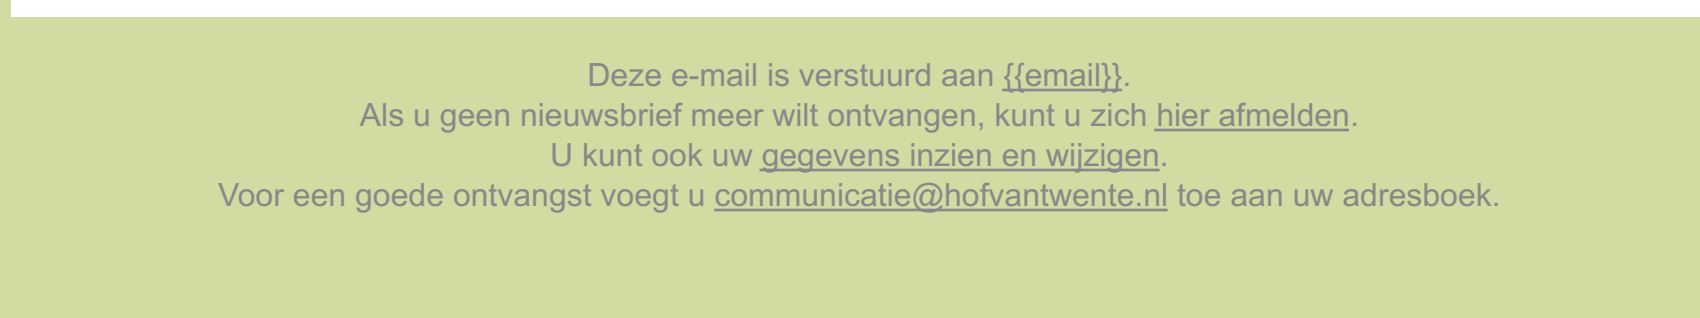 Deze e-mail is verstuurd aan {{email}}.
Als u geen nieuwsbrief meer wilt ontvangen, kunt u zich hier afmelden.
U kunt ook uw gegevens inzien en wijzigen.
Voor een goede ontvangst voegt u communicatie@hofvantwente.nl toe aan uw adresboek.